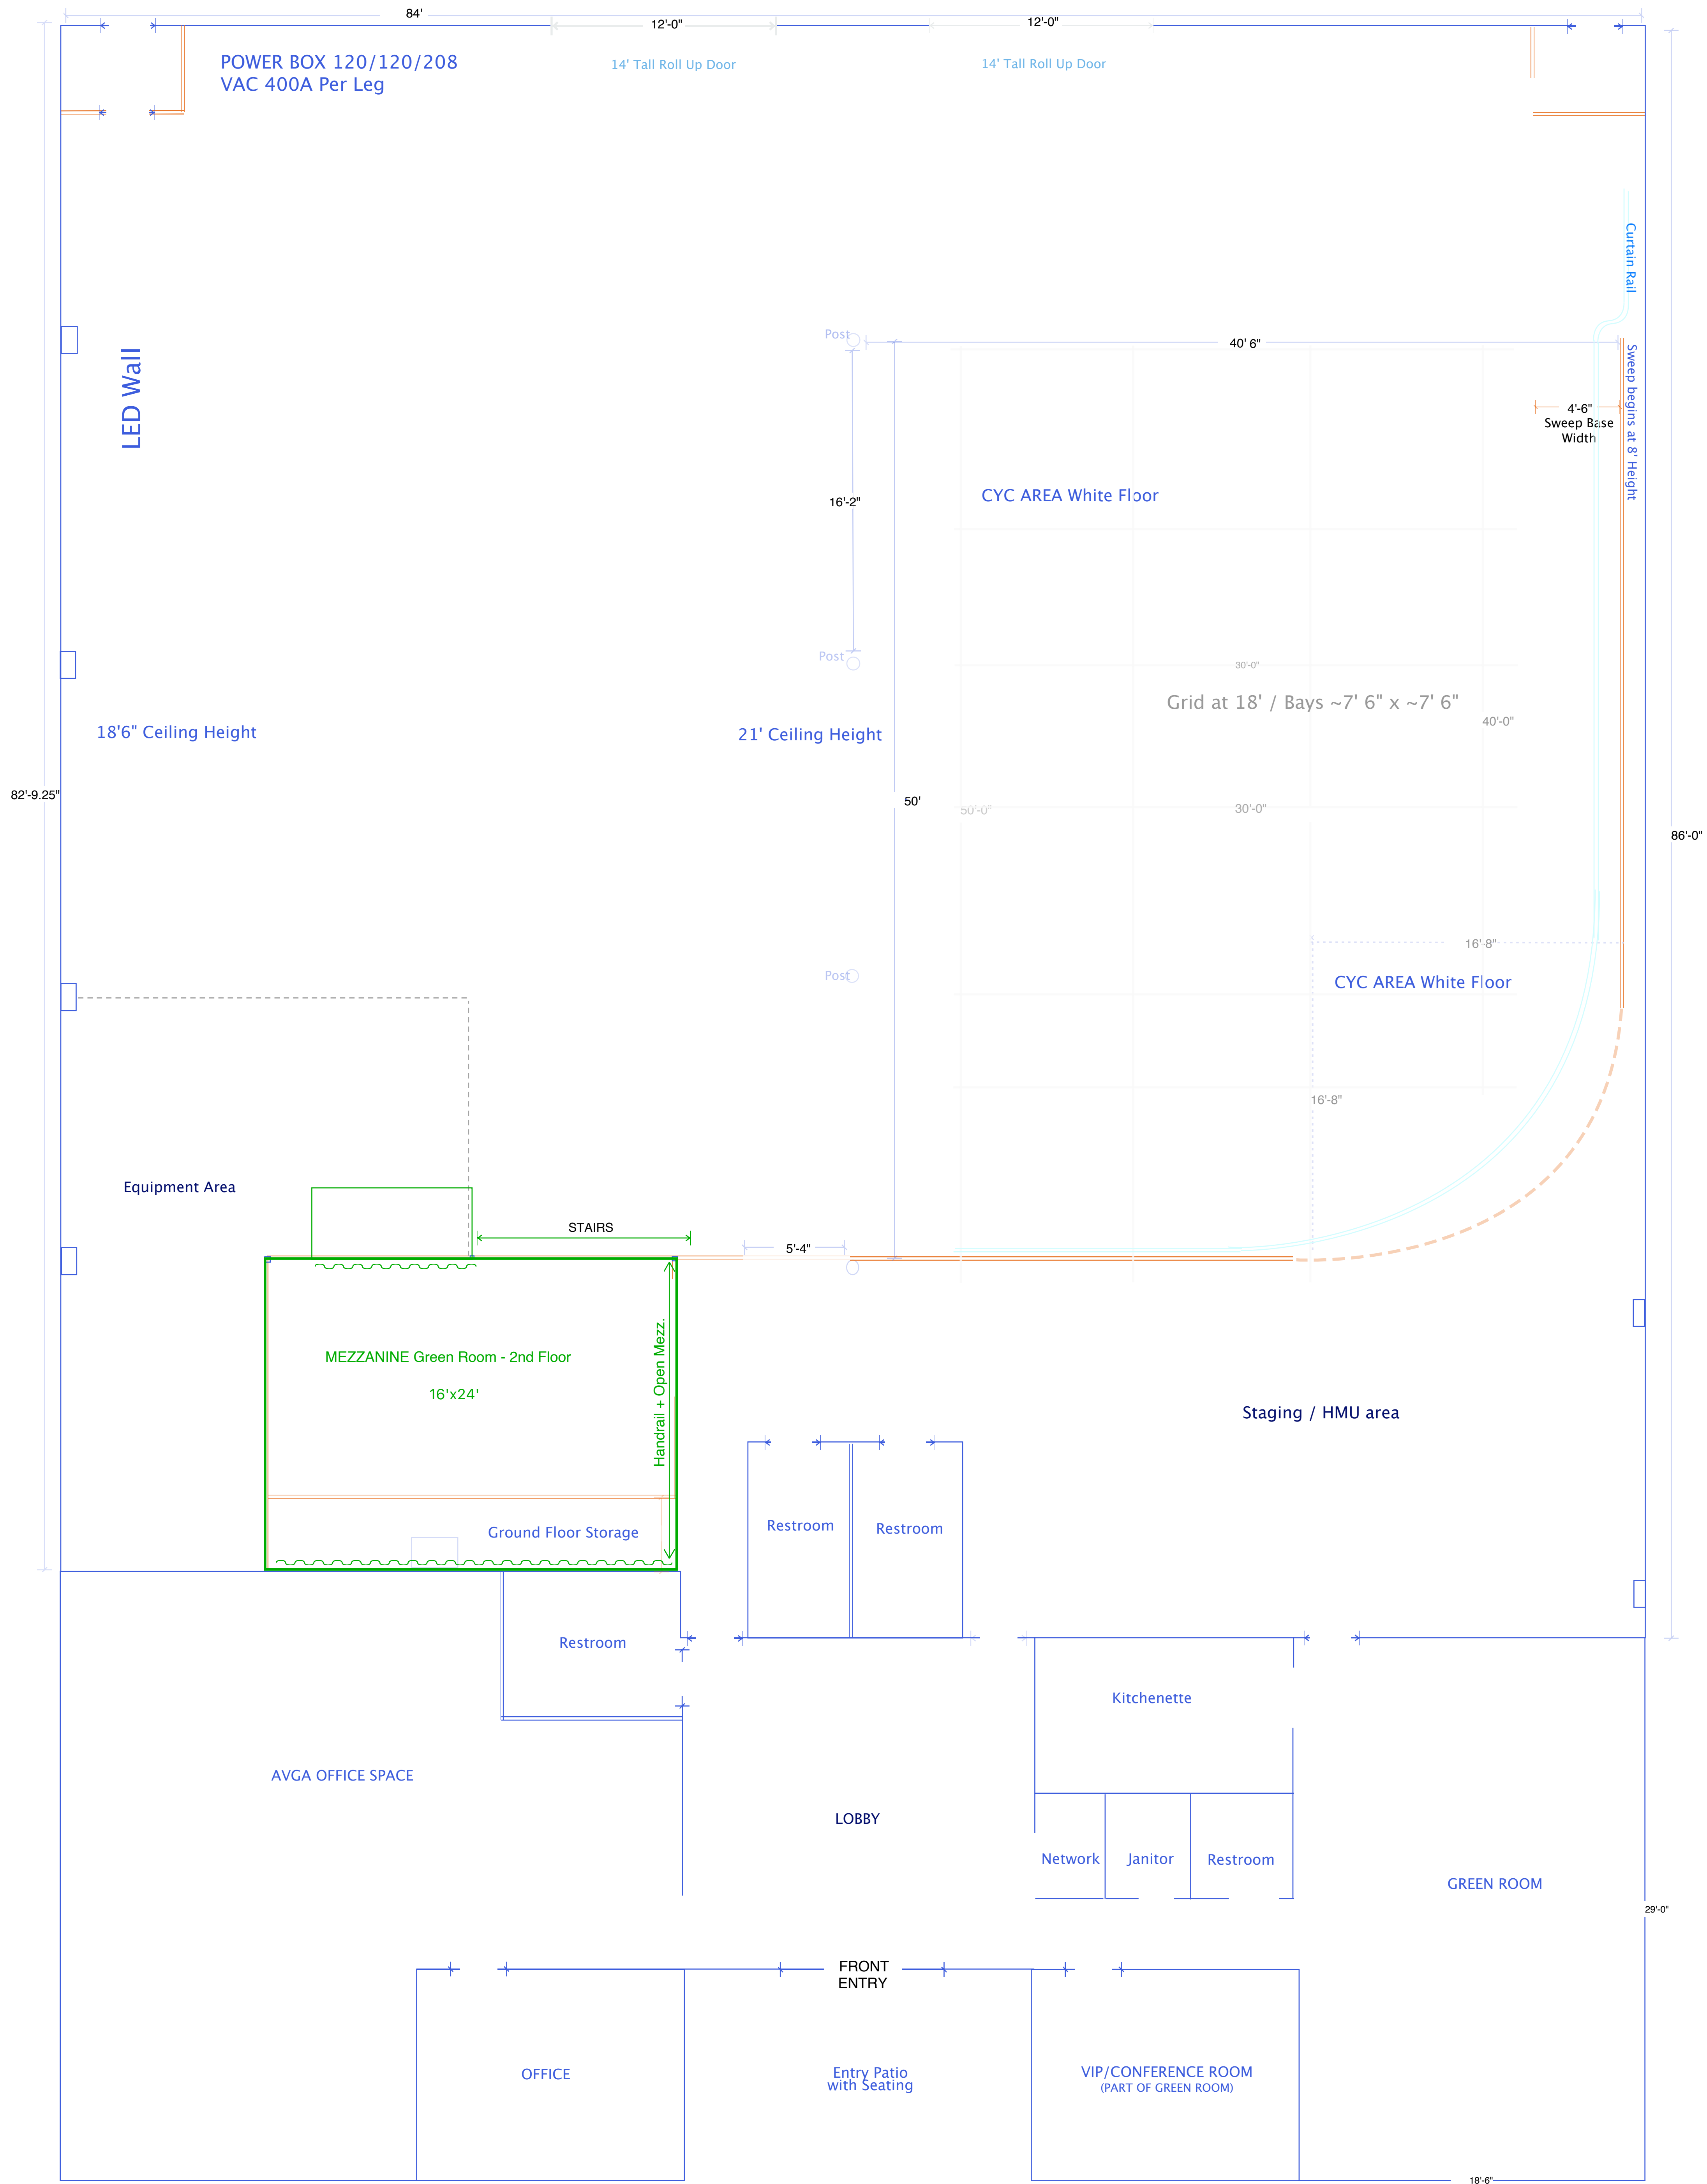 84'
12'-0"
12'-0"
POWER BOX 120/120/208
VAC 400A Per Leg
14' Tall Roll Up Door
14' Tall Roll Up Door
Curtain Rail
Post
40' 6"
LED Wall
Sweep begins at 8' Height
4'-6"
Sweep Base
Width
16'-2"
CYC AREA White Floor
Post
30'-0"
Grid at 18' / Bays ~7' 6" x ~7' 6"
40'-0"
18'6" Ceiling Height
21' Ceiling Height
82'-9.25"
50'
50'-0"
30'-0"
86'-0"
16'-8"
Post
CYC AREA White Floor
16'-8"
Equipment Area
STAIRS
5'-4"
MEZZANINE Green Room - 2nd Floor
16'x24'
Handrail + Open Mezz.
Staging / HMU area
Ground Floor Storage
Restroom
Restroom
Restroom
Kitchenette
AVGA OFFICE SPACE
LOBBY
Network
Janitor
Restroom
GREEN ROOM
29'-0"
FRONT
ENTRY
OFFICE
Entry Patio
with Seating
VIP/CONFERENCE ROOM
(PART OF GREEN ROOM)
18'-6"